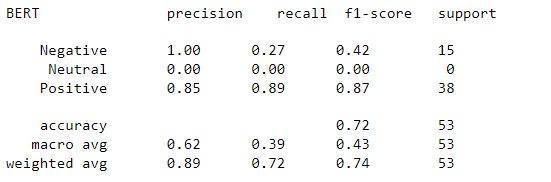 BERT precision recall f1-score support
Negative 1.00 0.27 0.42 15
Neutral 0.00 0.00 0.00 0
Positive 0.85 0.89 0.87 38
accuracy 0.72 53
macro avg 0.62 0.39 0.43 53
weighted avg 0.89 0.72 0.74 53